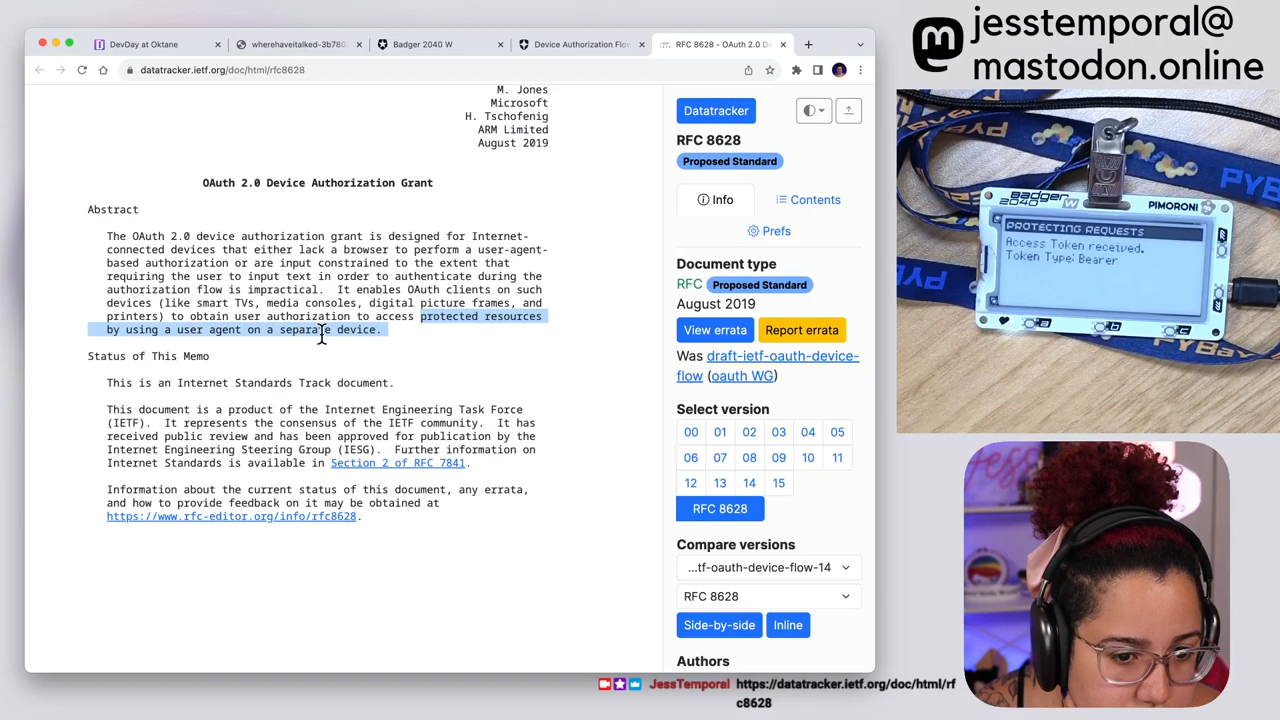 DevDay at Oktane
wherehaveitalked-3b780
Badger 2040 W
Device Authorization Flow
RFC 8628 - OAuth 2.0 De
datatracker.ietf.org/doc/html/rfc8628
M. Jones
Microsoft
H. Tschofenig
ARM Limited
August 2019
OAuth 2.0 Device Authorization Grant
Abstract
The OAuth 2.0 device authorization grant is designed for Internet-
connected devices that either lack a browser to perform a user-agent-
based authorization or are input constrained to the extent that
requiring the user to input text in order to authenticate during the
authorization flow is impractical. It enables OAuth clients on such
devices (like smart TVs, media consoles, digital picture frames, and
printers) to obtain user authorization to access protected resources
by using a user agent on a separate device.
Status of This Memo
This is an Internet Standards Track document.
This document is a product of the Internet Engineering Task Force
(IETF). It represents the consensus of the IETF community. It has
received public review and has been approved for publication by the
Internet Engineering Steering Group (IESG). Further information on
Internet Standards is available in Section 2 of RFC 7841.
Information about the current status of this document, any errata,
and how to provide feedback on it may be obtained at
https://www.rfc-editor.org/info/rfc8628.
Datatracker
RFC 8628
Proposed Standard
Info
Contents
Prefs
Document type
RFC Proposed Standard
August 2019
View errata Report errata
Was draft-ietf-oauth-device-
flow (oauth WG)
Select version
00 01 02 03 04 05
06 07 08 09 10 11
12 13 14 15
RFC 8628
Compare versions
...tf-oauth-device-flow-14
RFC 8628
Side-by-side Inline
Authors
jesstemporal@
mastodon.online
PYBAY
Badger
2040 W
PIMORONI
PROTECTING REQUESTS
Access Token received.
Token Type: Bearer
a
b
c
JessTemporal https://datatracker.ietf.org/doc/html/rf
c8628